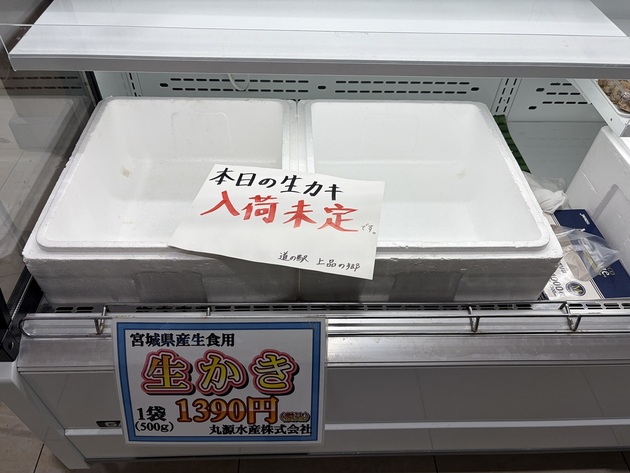 本日の生カキ
入荷未定です。
道の駅 上品の郷
宮城県産生食用
生かき
1袋
(500g)
1390円
丸源水産株式会社